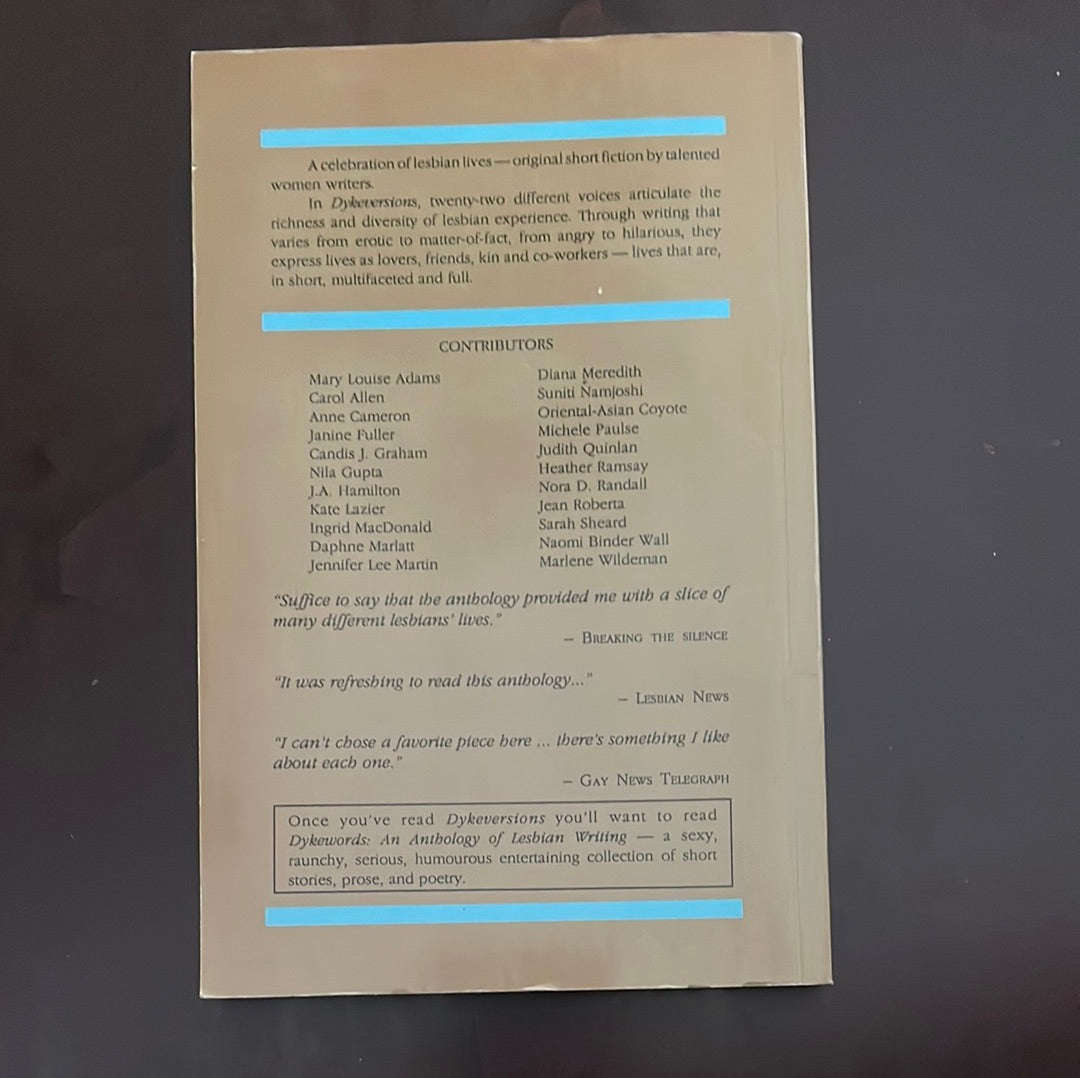 A celebration of lesbian lives — original short fiction by talented
women writers.
In Dykeversions, twenty-two different voices articulate the
richness and diversity of lesbian experience. Through writing that
varies from erotic to matter-of-fact, from angry to hilarious, they
express lives as lovers, friends, kin and co-workers — lives that are,
in short, multifaceted and full.
CONTRIBUTORS
Mary Louise Adams
Carol Allen
Anne Cameron
Janine Fuller
Candis J. Graham
Nila Gupta
J.A. Hamilton
Kate Lazier
Ingrid MacDonald
Daphne Marlatt
Jennifer Lee Martin
Diana Meredith
Suniti Namjoshi
Oriental-Asian Coyote
Michele Paulse
Judith Quinlan
Heather Ramsay
Nora D. Randall
Jean Roberta
Sarah Sheard
Naomi Binder Wall
Marlene Wildeman
"Suffice to say that the anthology provided me with a slice of
many different lesbians' lives."
– BREAKING THE SILENCE
"It was refreshing to read this anthology..."
– LESBIAN NEWS
"I can't chose a favorite piece here ... there's something I like
about each one."
– GAY NEWS TELEGRAPH
Once you've read Dykeversions you'll want to read
Dykewords: An Anthology of Lesbian Writing — a sexy,
raunchy, serious, humourous entertaining collection of short
stories, prose, and poetry.